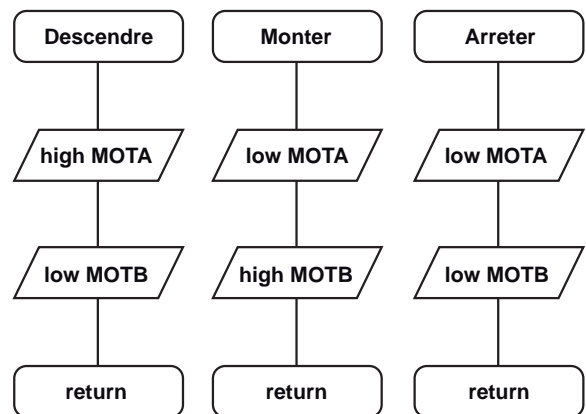 Descendre
high MOTA
low MOTB
return
Monter
low MOTA
high MOTB
return
Arreter
low MOTA
low MOTB
return